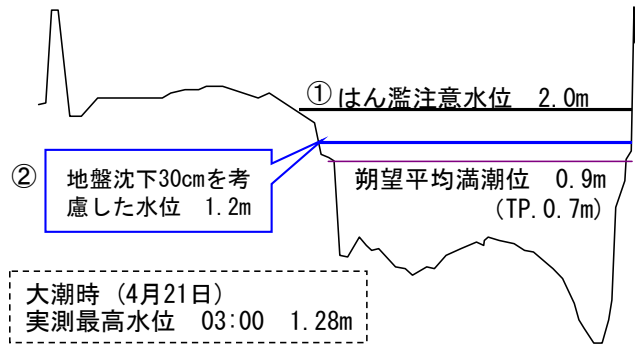 ① はん濫注意水位 2.0m
② 地盤沈下30cmを考
慮した水位 1.2m
朔望平均満潮位 0.9m
(TP.0.7m)
大潮時（4月21日）
実測最高水位 03:00 1.28m